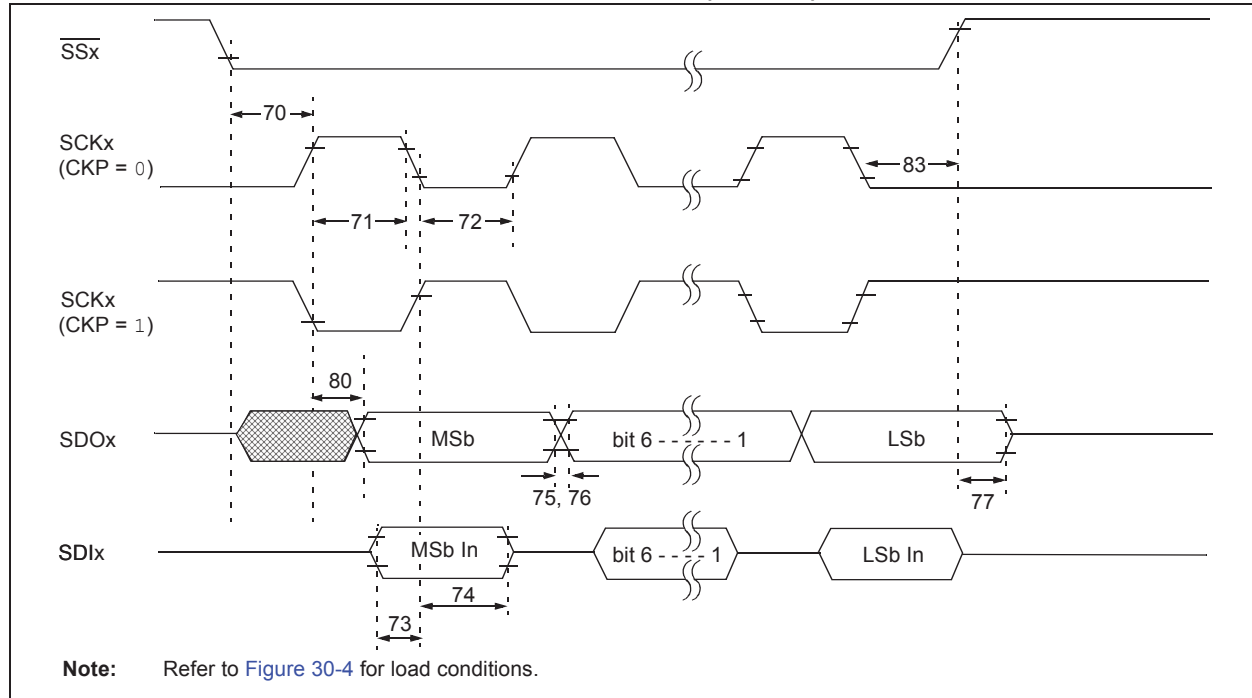 SSx
70
SCKx
(CKP = 0)
83
71
72
SCKx
(CKP = 1)
80
SDOx
MSb
bit 6 - - - - - - 1
LSb
75, 76
77
SDIx
MSb In
bit 6 - - - - 1
LSb In
74
73
Note: Refer to Figure 30-4 for load conditions.